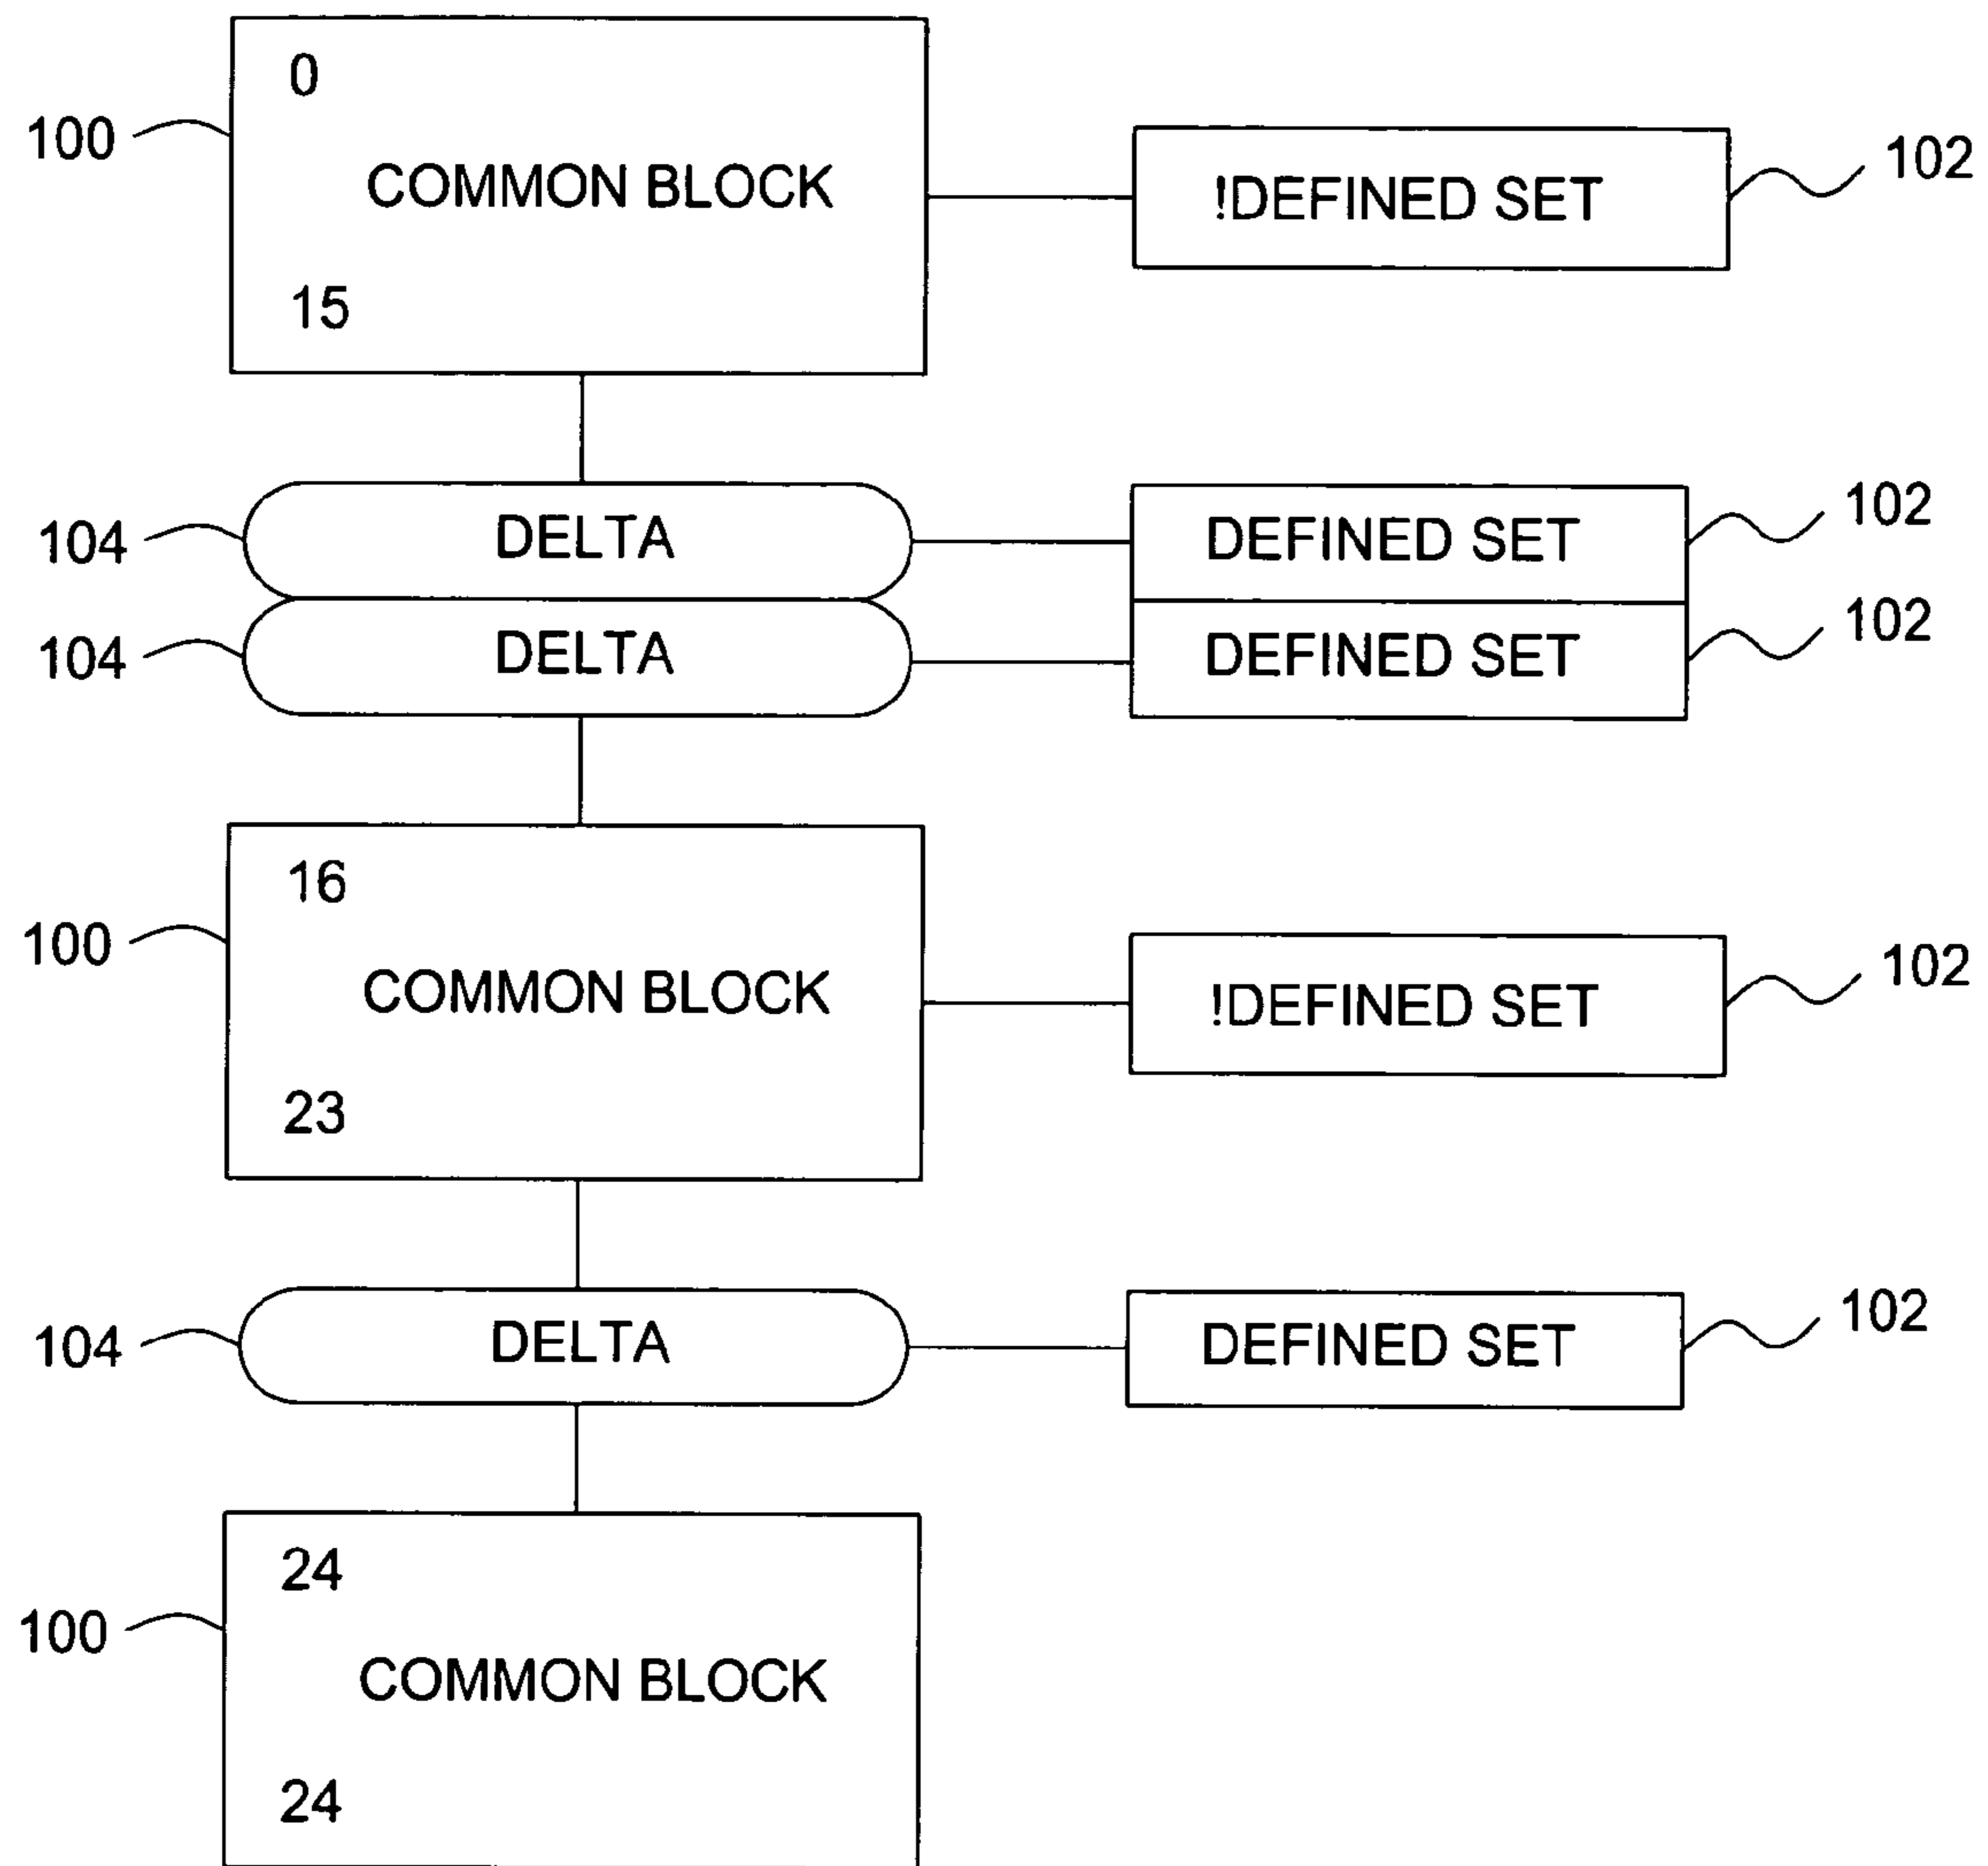 0
100
COMMON BLOCK
!DEFINED SET
102
15
104
DELTA
DEFINED SET
102
104
DELTA
DEFINED SET
102
16
100
COMMON BLOCK
!DEFINED SET
102
23
104
DELTA
DEFINED SET
102
24
100
COMMON BLOCK
24